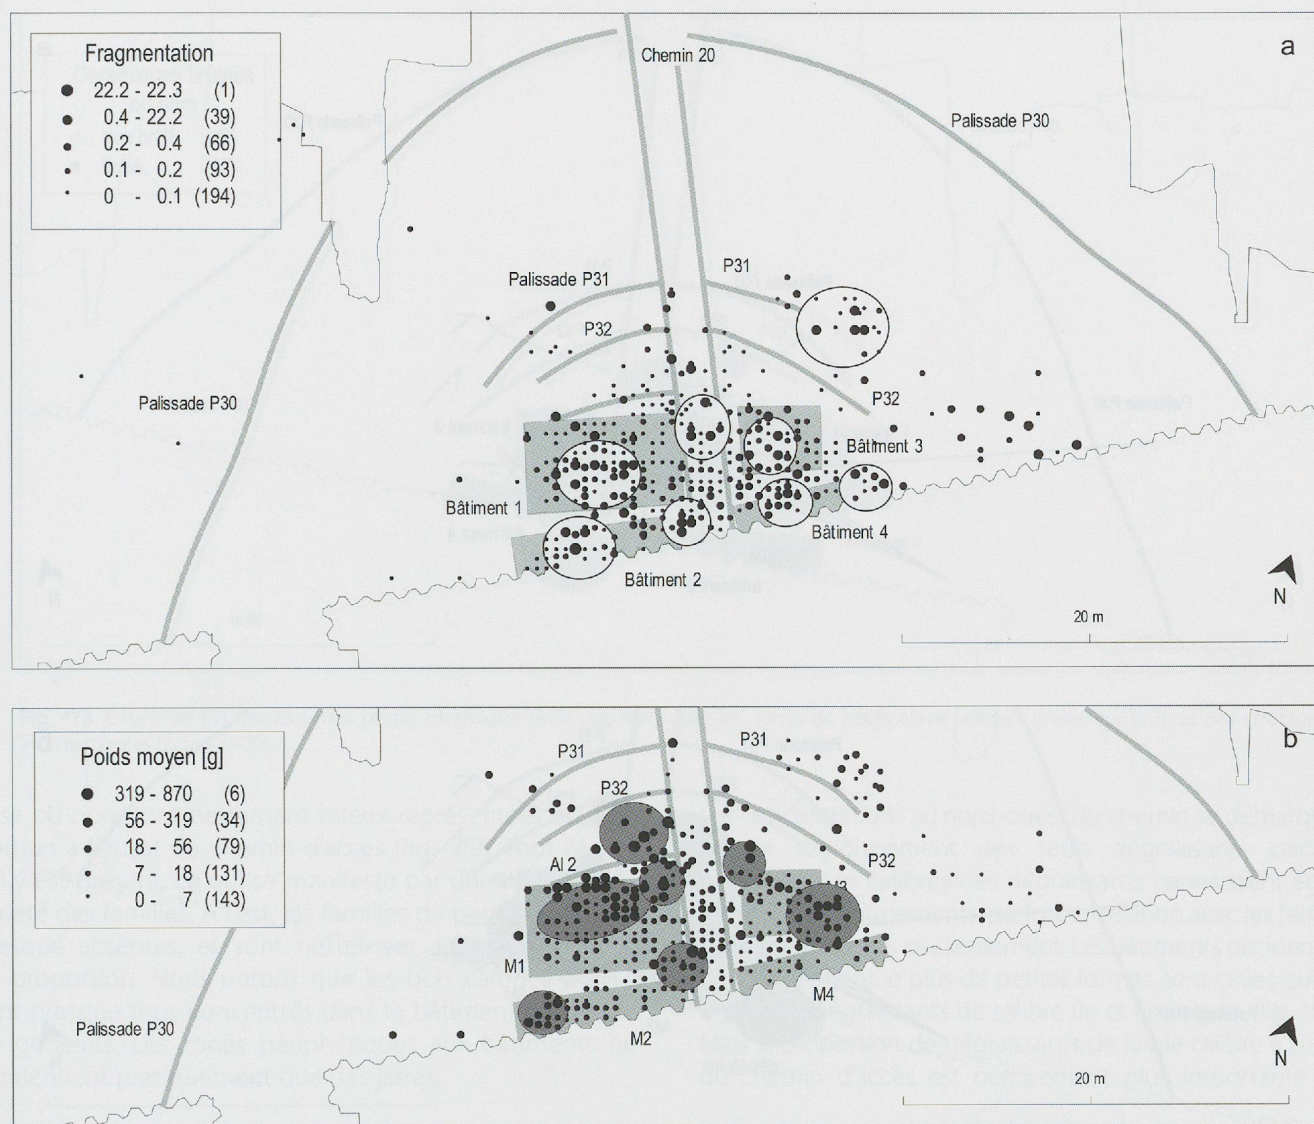 a
Fragmentation
22.2 - 22.3 (1)
0.4 - 22.2 (39)
0.2 - 0.4 (66)
0.1 - 0.2 (93)
0 - 0.1 (194)
Chemin 20
Palissade P30
P31
Palissade P31
P32
Palissade P30
P32
Bâtiment 3
Bâtiment 1
Bâtiment 4
Bâtiment 2
N
20 m
b
Poids moyen [g]
319 - 870 (6)
56 - 319 (34)
18 - 56 (79)
7 - 18 (131)
0 - 7 (143)
P31
P31
P32
Al 2
P32
M1
M4
M2
Palissade P30
N
20 m